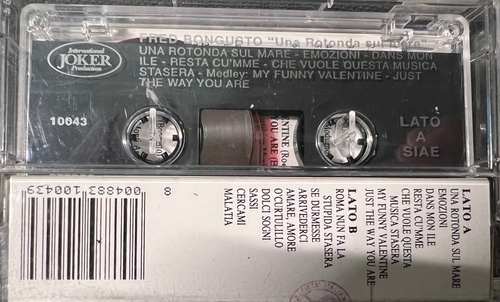 FRED BONGUSTO "Una Rotonda sul Mare"
International
JOKER
Productions
UNA ROTONDA SUL MARE - EMOZIONI - DANS MON
ILE - RESTA CU'MME - CHE VUOLE QUESTA MUSICA
STASERA - Medley: MY FUNNY VALENTINE - JUST
THE WAY YOU ARE
10043
LATO
A
SIAE
LATO A
UNA ROTONDA SUL MARE
EMOZIONI
DANS MON ILE
RESTA CU'MME
CHE VUOLE QUESTA
MUSICA STASERA
MY FUNNY VALENTINE
JUST THE WAY YOU ARE
LATO B
ROMA NUN FA LA
STUPIDA STASERA
SE DURMESSE
ARRIVEDERCI
O'CURTIELLO
AMARE, AMORE
DOLCI SOGNI
SASSI
CERCAMI
MALATIA
8 004883 100439